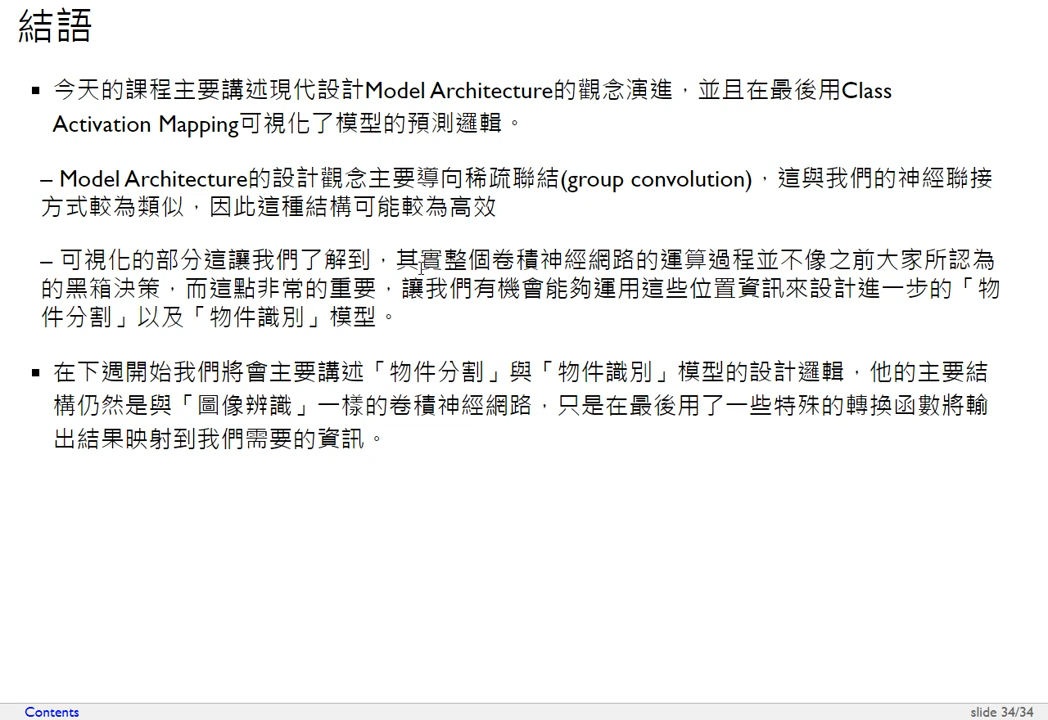 結語
▪ 今天的課程主要講述現代設計Model Architecture的觀念演進，並且在最後用Class
Activation Mapping可視化了模型的預測邏輯。
– Model Architecture的設計觀念主要導向稀疏聯結(group convolution)，這與我們的神經聯接
方式較為類似，因此這種結構可能較為高效
– 可視化的部分這讓我們了解到，其實整個卷積神經網路的運算過程並不像之前大家所認為
的黑箱決策，而這點非常的重要，讓我們有機會能夠運用這些位置資訊來設計進一步的「物
件分割」以及「物件識別」模型。
▪ 在下週開始我們將會主要講述「物件分割」與「物件識別」模型的設計邏輯，他的主要結
構仍然是與「圖像辨識」一樣的卷積神經網路，只是在最後用了一些特殊的轉換函數將輸
出結果映射到我們需要的資訊。
Contents
slide 34/34